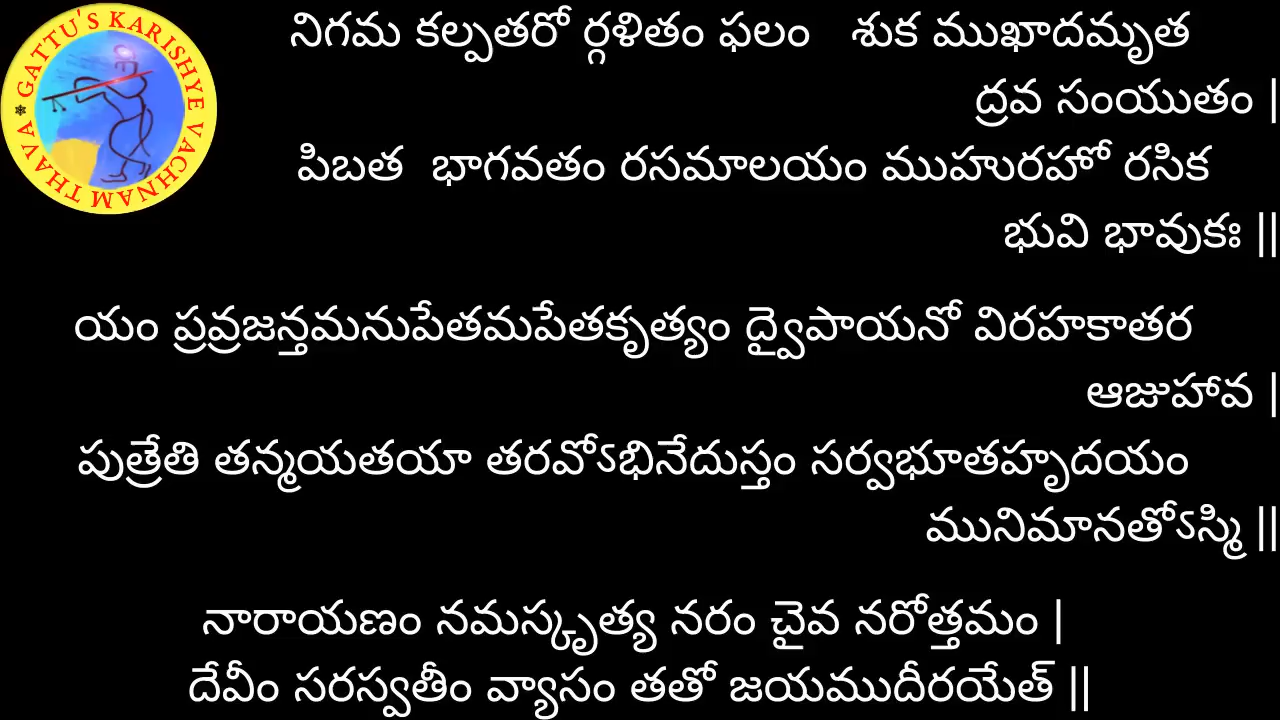 GATTU'S KARISHYE VACHNAM THAVA
నిగమ కల్పతరో ర్గళితం ఫలం శుక ముఖాదమృత
ద్రవ సంయుతం |
పిబత భాగవతం రసమాలయం ముహురహో రసిక
భువి భావుకః ||
యం ప్రవ్రజన్తమనుపేతమపేతకృత్యం ద్వైపాయనో విరహకాతర
ఆజుహావ |
పుత్రేతి తన్మయతయా తరవోఽభినేదుస్తం సర్వభూతహృదయం
మునిమానతోఽస్మి ||
నారాయణం నమస్కృత్య నరం చైవ నరోత్తమం |
దేవీం సరస్వతీం వ్యాసం తతో జయముదీరయేత్ ||